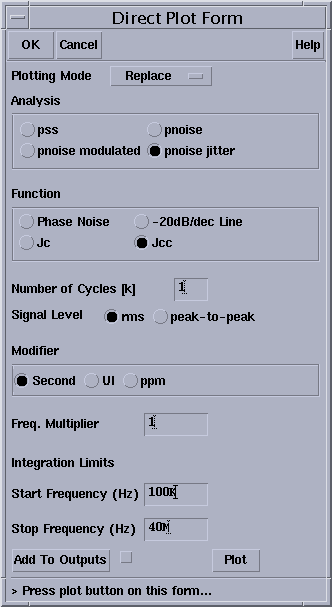 Direct Plot Form
OK Cancel Help
Plotting Mode Replace
Analysis
pss pnoise
pnoise modulated pnoise jitter
Function
Phase Noise -20dB/dec Line
Jc Jcc
Number of Cycles [k] 1
Signal Level rms peak-to-peak
Modifier
Second UI ppm
Freq. Multiplier 1
Integration Limits
Start Frequency (Hz) 100K
Stop Frequency (Hz) 40M
Add To Outputs Plot
> Press plot button on this form...